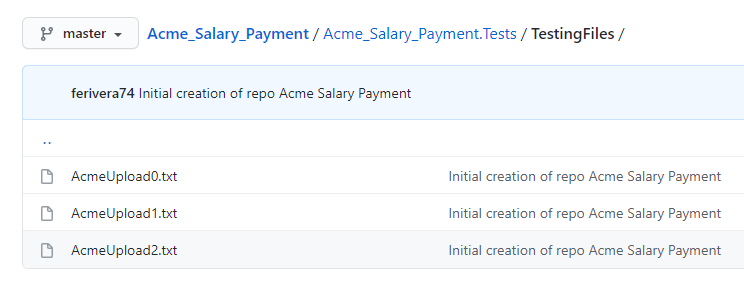 master Acme_Salary_Payment / Acme_Salary_Payment.Tests / TestingFiles /
ferivera74 Initial creation of repo Acme Salary Payment
..
AcmeUpload0.txt Initial creation of repo Acme Salary Payment
AcmeUpload1.txt Initial creation of repo Acme Salary Payment
AcmeUpload2.txt Initial creation of repo Acme Salary Payment